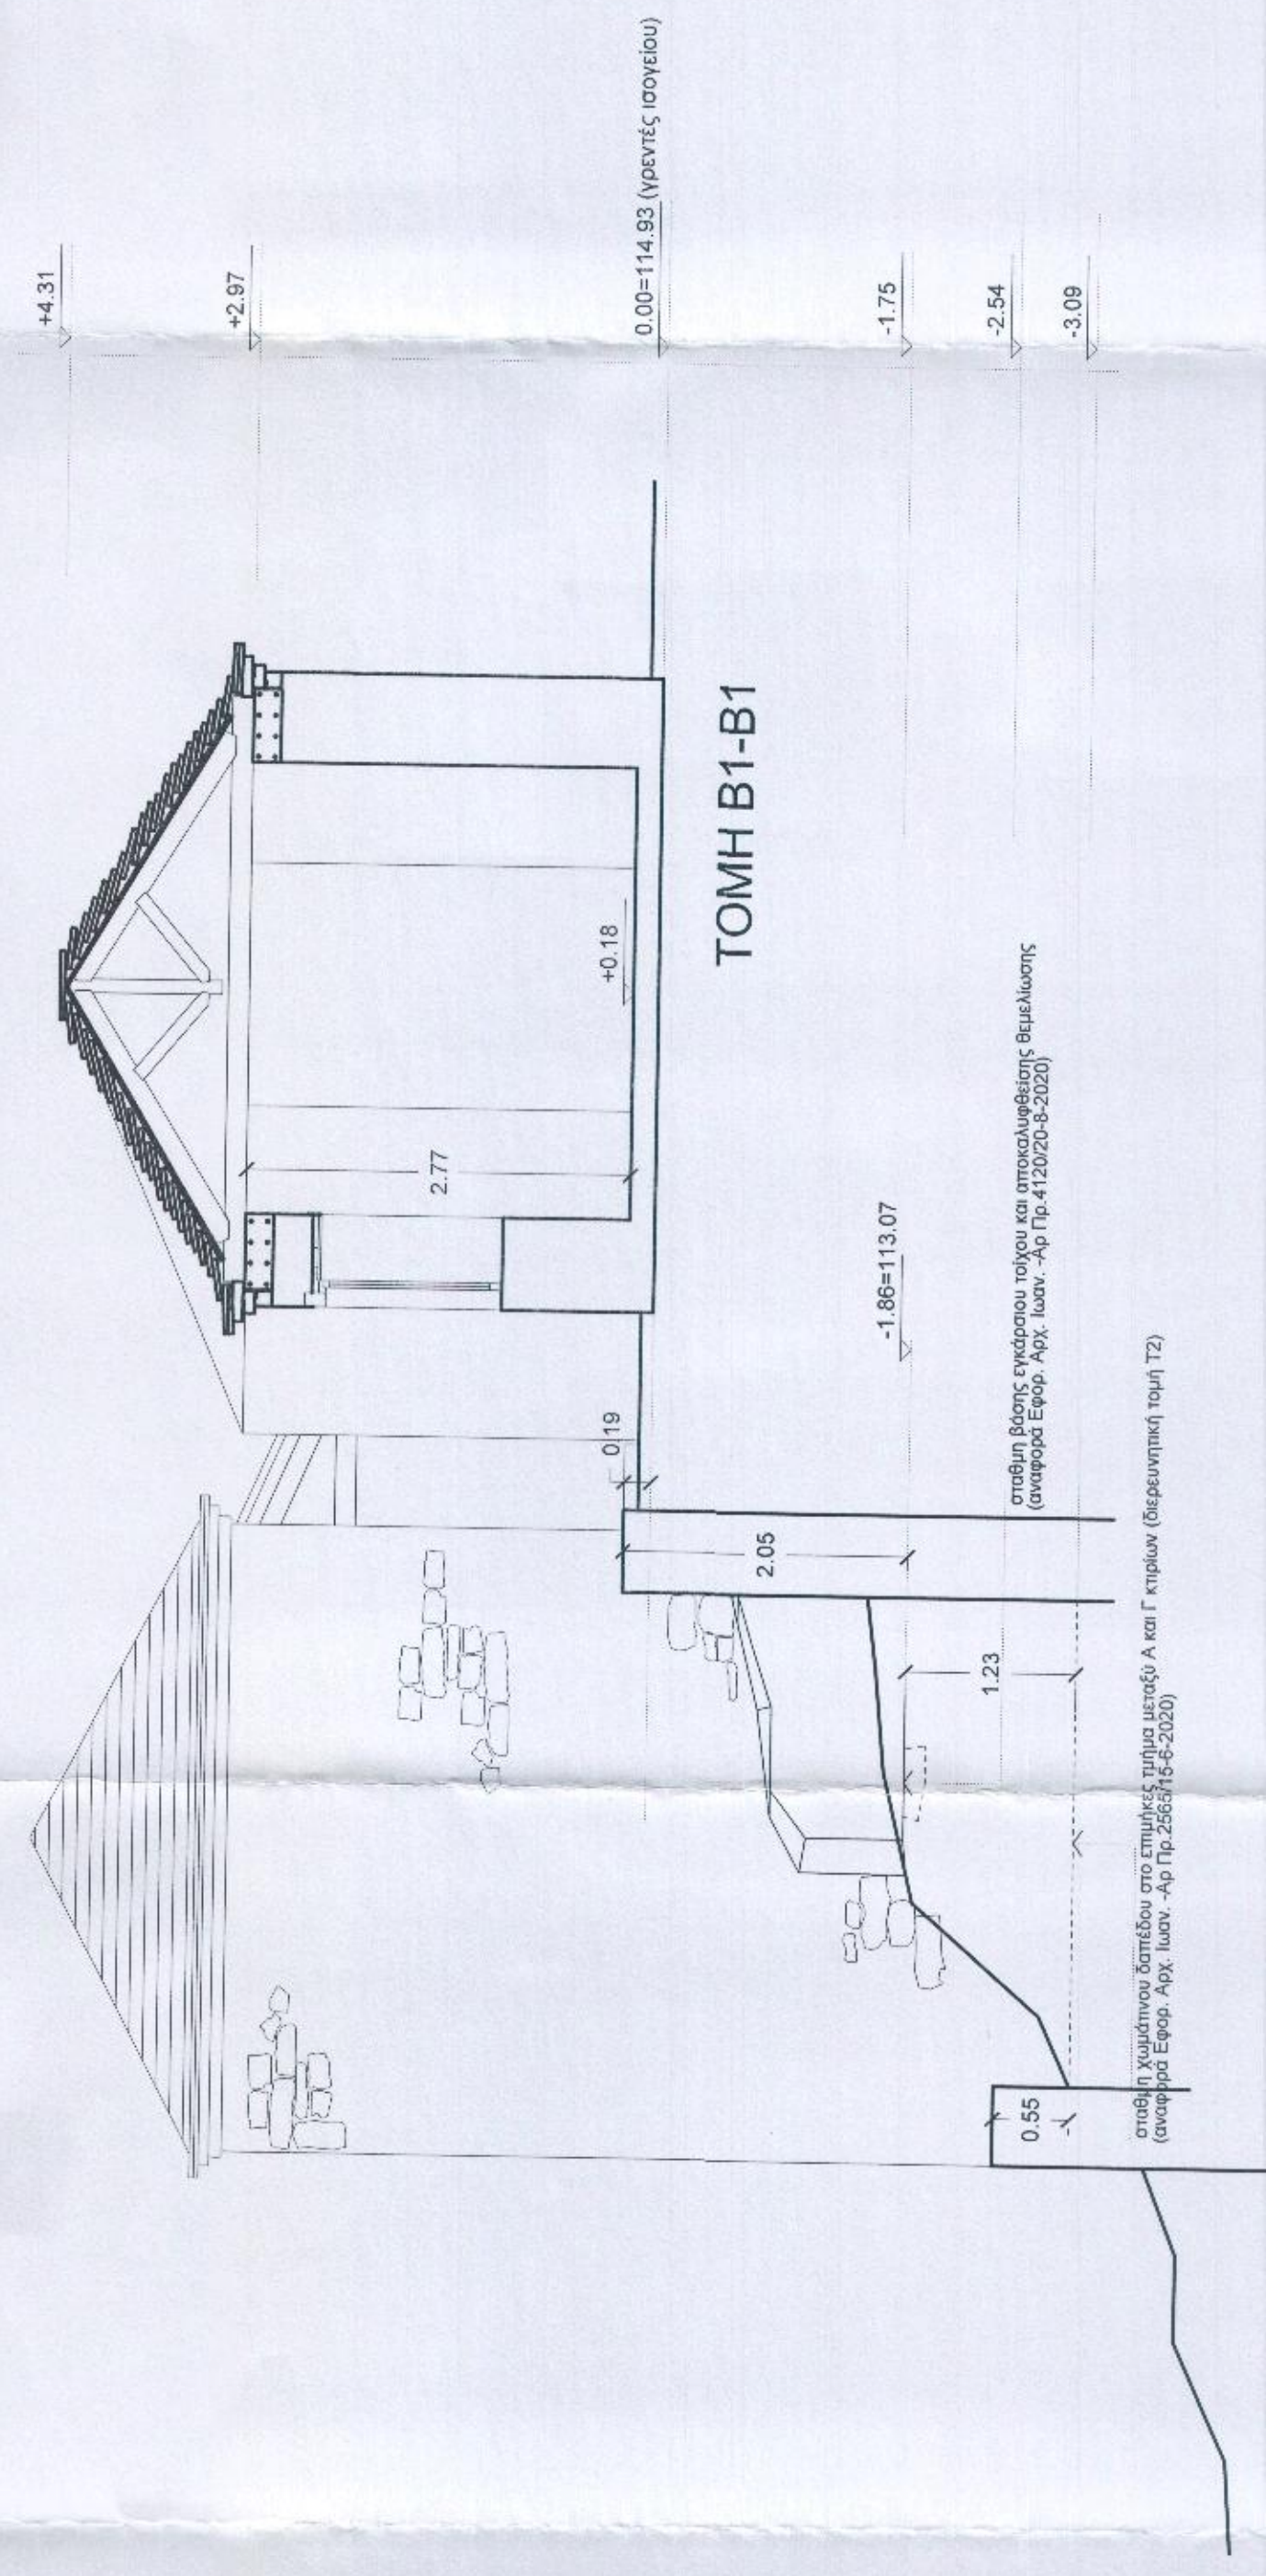 +4.31
+2.97
0.00=114.93 (γρεντές ισογείου)
-1.75
-2.54
-3.09
+0.18
2.77
ΤΟΜΗ Β1-Β1
-1.86=113.07
0.19
2.05
1.23
0.55
σταθμη βάσης εγκάρσιου τοίχου και αποκαλυφθείσης θεμελίωσης
(αναφορά Εφορ. Αρχ. Ιωαν. -Αρ Πρ.4120/20-8-2020)
σταθμη χωμάτινου δαπέδου στο επιμήκες τμήμα μεταξύ Α και Γ κτιρίων (διερευνητική τομή Τ2)
(αναφορά Εφορ. Αρχ. Ιωαν. -Αρ Πρ.2565/15-6-2020)